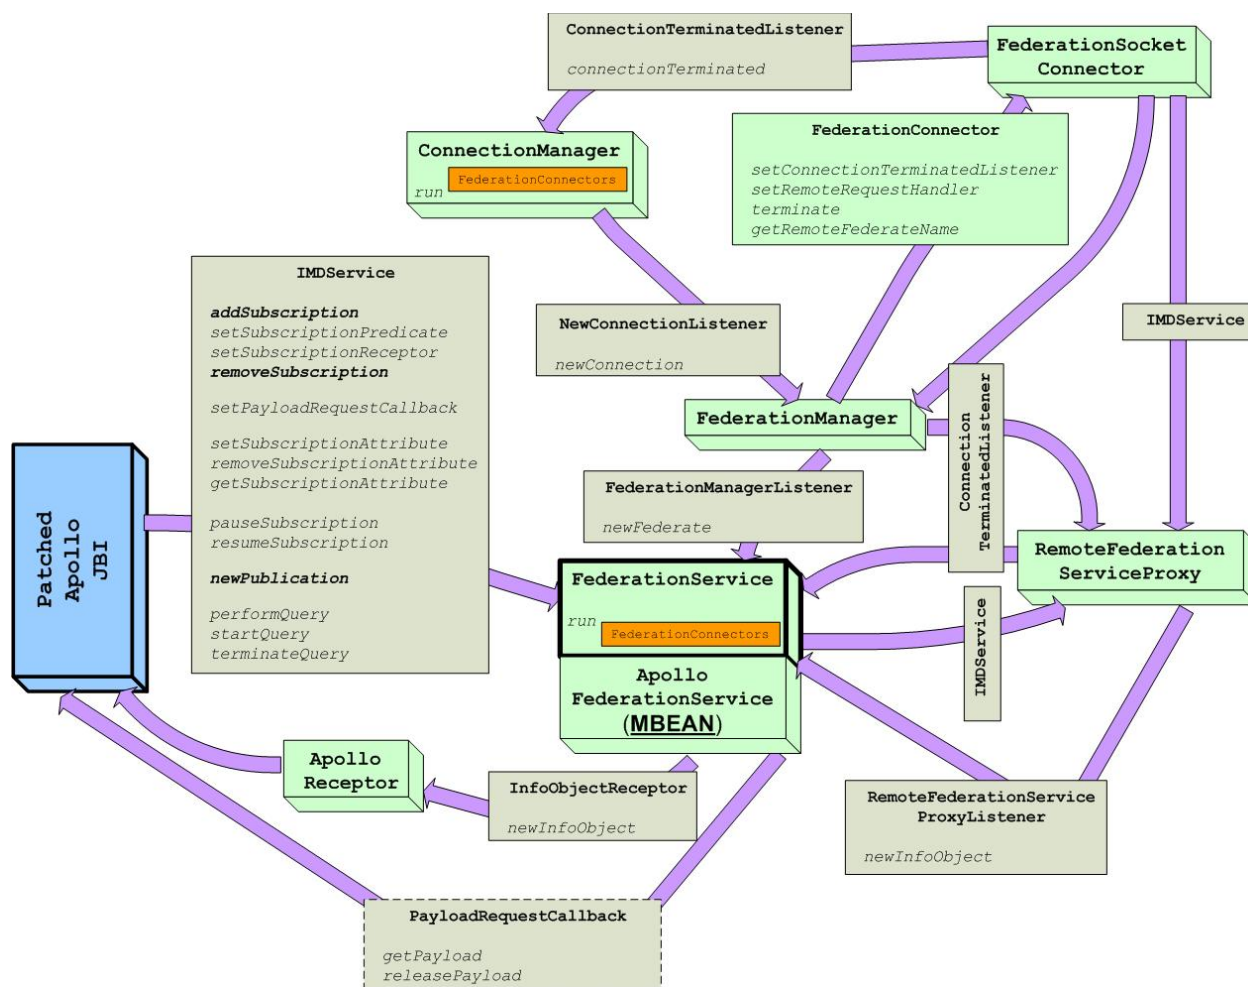 ConnectionTerminatedListener
connectionTerminated
FederationSocket
Connector
ConnectionManager
FederationConnectors
run
FederationConnector
setConnectionTerminatedListener
setRemoteRequestHandler
terminate
getRemoteFederateName
IMDService
addSubscription
setSubscriptionPredicate
setSubscriptionReceptor
removeSubscription
setPayloadRequestCallback
setSubscriptionAttribute
removeSubscriptionAttribute
getSubscriptionAttribute
pauseSubscription
resumeSubscription
newPublication
performQuery
startQuery
terminateQuery
NewConnectionListener
newConnection
IMDService
FederationManager
Connection
TerminatedListener
FederationManagerListener
newFederate
Patched
Apollo
JBI
RemoteFederation
ServiceProxy
FederationService
run
FederationConnectors
IMDService
Apollo
FederationService
(MBEAN)
Apollo
Receptor
InfoObjectReceptor
newInfoObject
RemoteFederationService
ProxyListener
newInfoObject
PayloadRequestCallback
getPayload
releasePayload